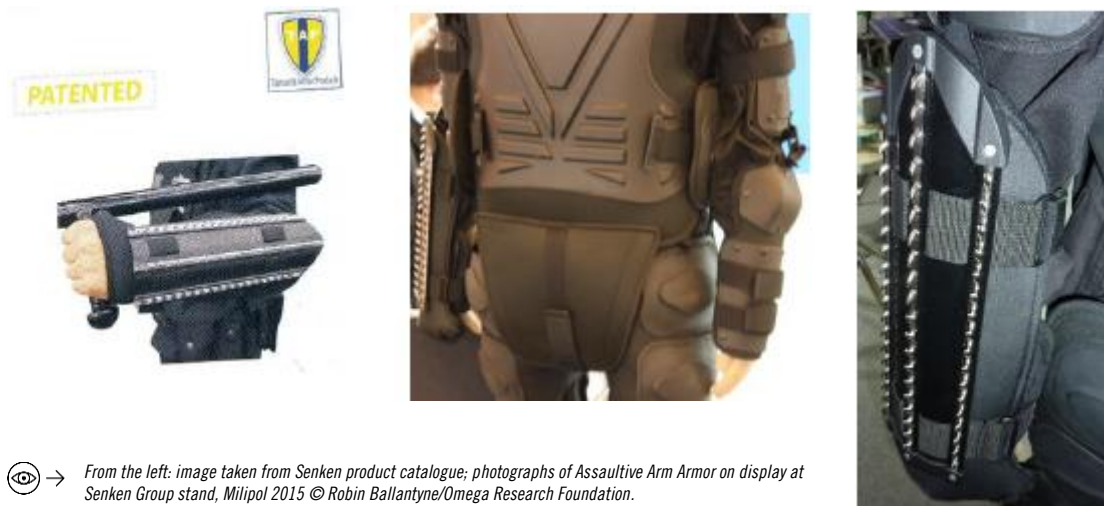 PATENTED
TAP
From the left: image taken from Senken product catalogue; photographs of Assaultive Arm Armor on display at
Senken Group stand, Milipol 2015 © Robin Ballantyne/Omega Research Foundation.